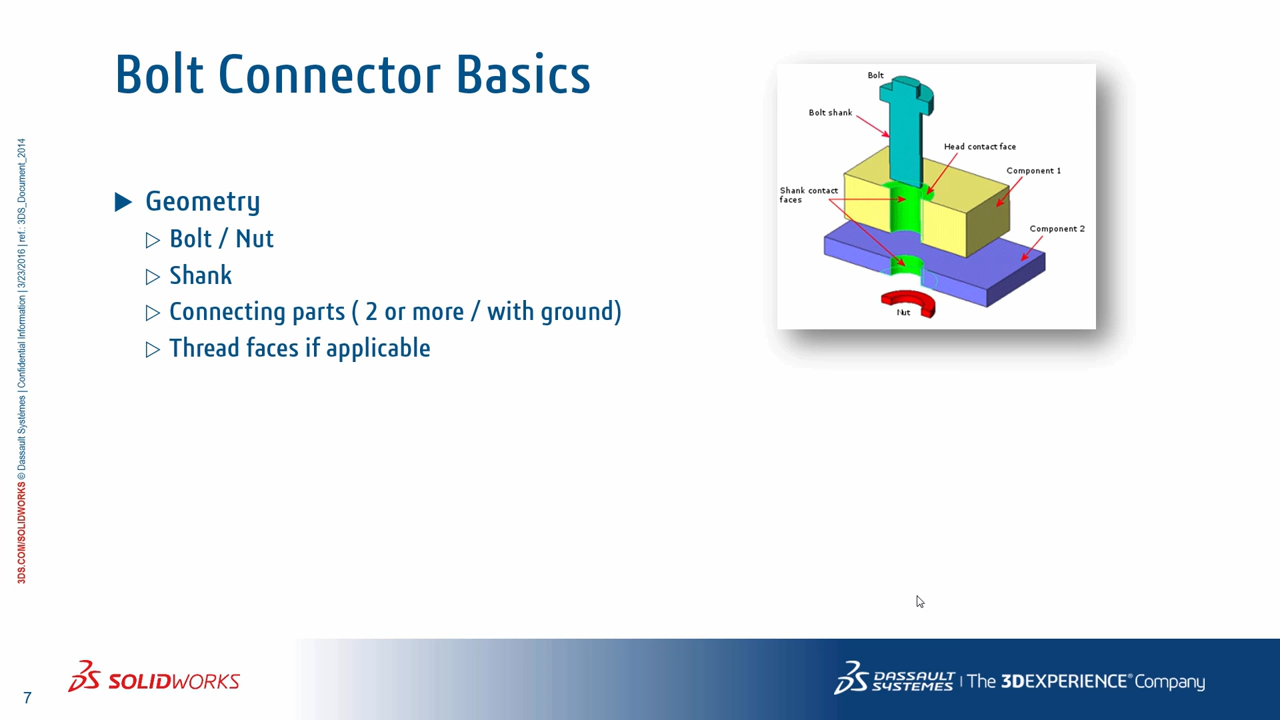 Bolt Connector Basics
Geometry
Bolt / Nut
Shank
Connecting parts ( 2 or more / with ground)
Thread faces if applicable
Bolt
Bolt shank
Head contact face
Component 1
Shank contact
faces
Component 2
Nut
3DS.COM/SOLIDWORKS © Dassault Systèmes | Confidential Information | 3/23/2016 | ref.: 3DS_Document_2014
7
SOLIDWORKS
DASSAULT
SYSTEMES
The 3DEXPERIENCE® Company